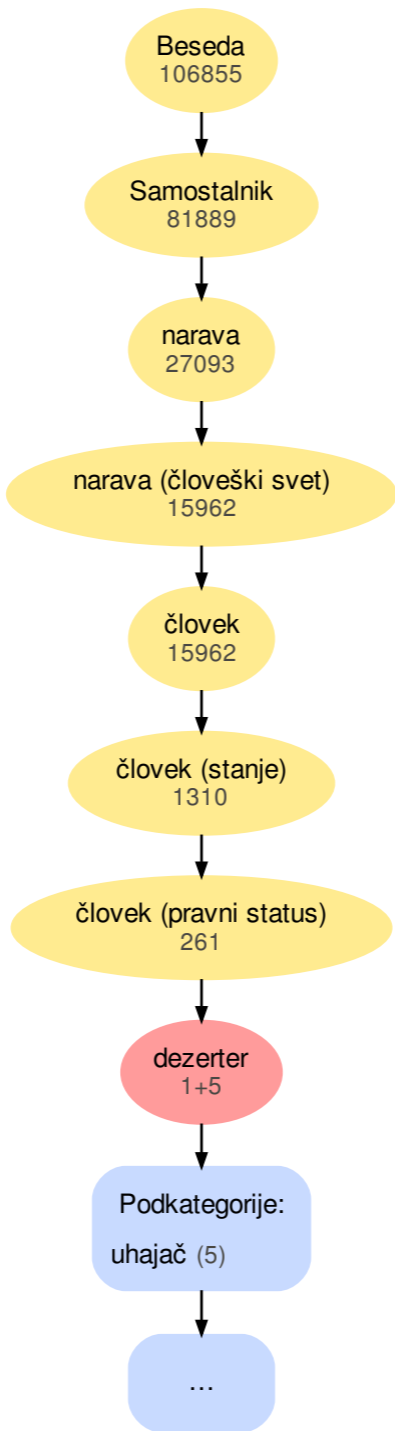 Beseda
106855
Samostalnik
81889
narava
27093
narava (človeški svet)
15962
človek
15962
človek (stanje)
1310
človek (pravni status)
261
dezerter
1+5
Podkategorije:
uhajač (5)
...